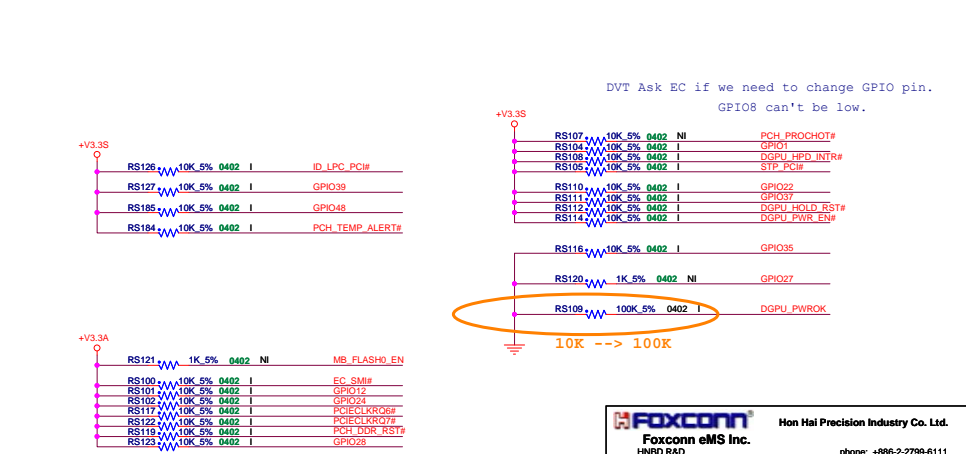 DVT Ask EC if we need to change GPIO pin.
GPIO8 can't be low.
+V3.3S
RS126 10K_5% 0402 I ID_LPC_PCI#
RS127 10K_5% 0402 I GPIO39
RS185 10K_5% 0402 I GPIO48
RS184 10K_5% 0402 I PCH_TEMP_ALERT#
+V3.3S
RS107 10K_5% 0402 NI PCH_PROCHOT#
RS104 10K_5% 0402 I GPIO1
RS108 10K_5% 0402 I DGPU_HPD_INTR#
RS105 10K_5% 0402 I STP_PCI#
RS110 10K_5% 0402 I GPIO22
RS111 10K_5% 0402 I GPIO37
RS112 10K_5% 0402 I DGPU_HOLD_RST#
RS114 10K_5% 0402 I DGPU_PWR_EN#
RS116 10K_5% 0402 I GPIO35
RS120 1K_5% 0402 NI GPIO27
RS109 100K_5% 0402 I DGPU_PWROK
10K --> 100K
+V3.3A
RS121 1K_5% 0402 NI MB_FLASH0_EN
RS100 10K_5% 0402 I EC_SMI#
RS101 10K_5% 0402 I GPIO12
RS102 10K_5% 0402 I GPIO24
RS117 10K_5% 0402 I PCIECLKRQ6#
RS122 10K_5% 0402 I PCIECLKRQ7#
RS119 10K_5% 0402 I PCH_DDR_RST#
RS123 10K_5% 0402 I GPIO28
FOXCONN Hon Hai Precision Industry Co. Ltd.
Foxconn eMS Inc.
HNBD R&D phone: +886-2-2799-6111